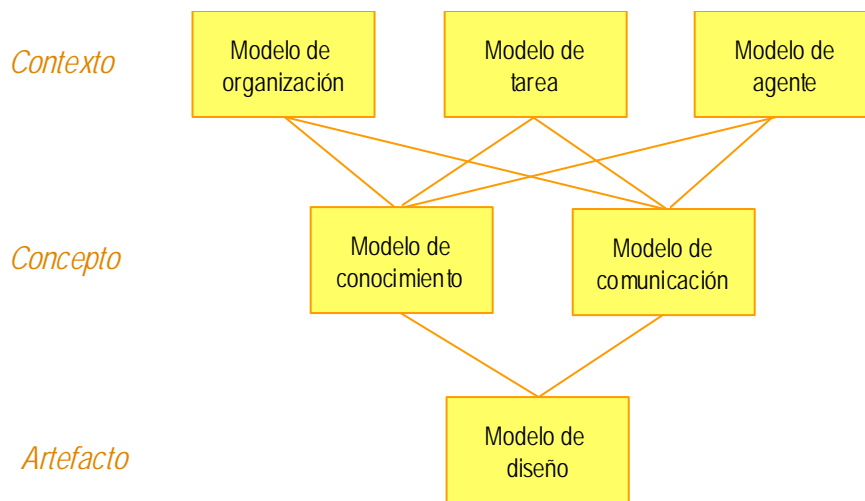 Contexto
Modelo de
organización
Modelo de
tarea
Modelo de
agente
Concepto
Modelo de
conocimiento
Modelo de
comunicación
Artefacto
Modelo de
diseño